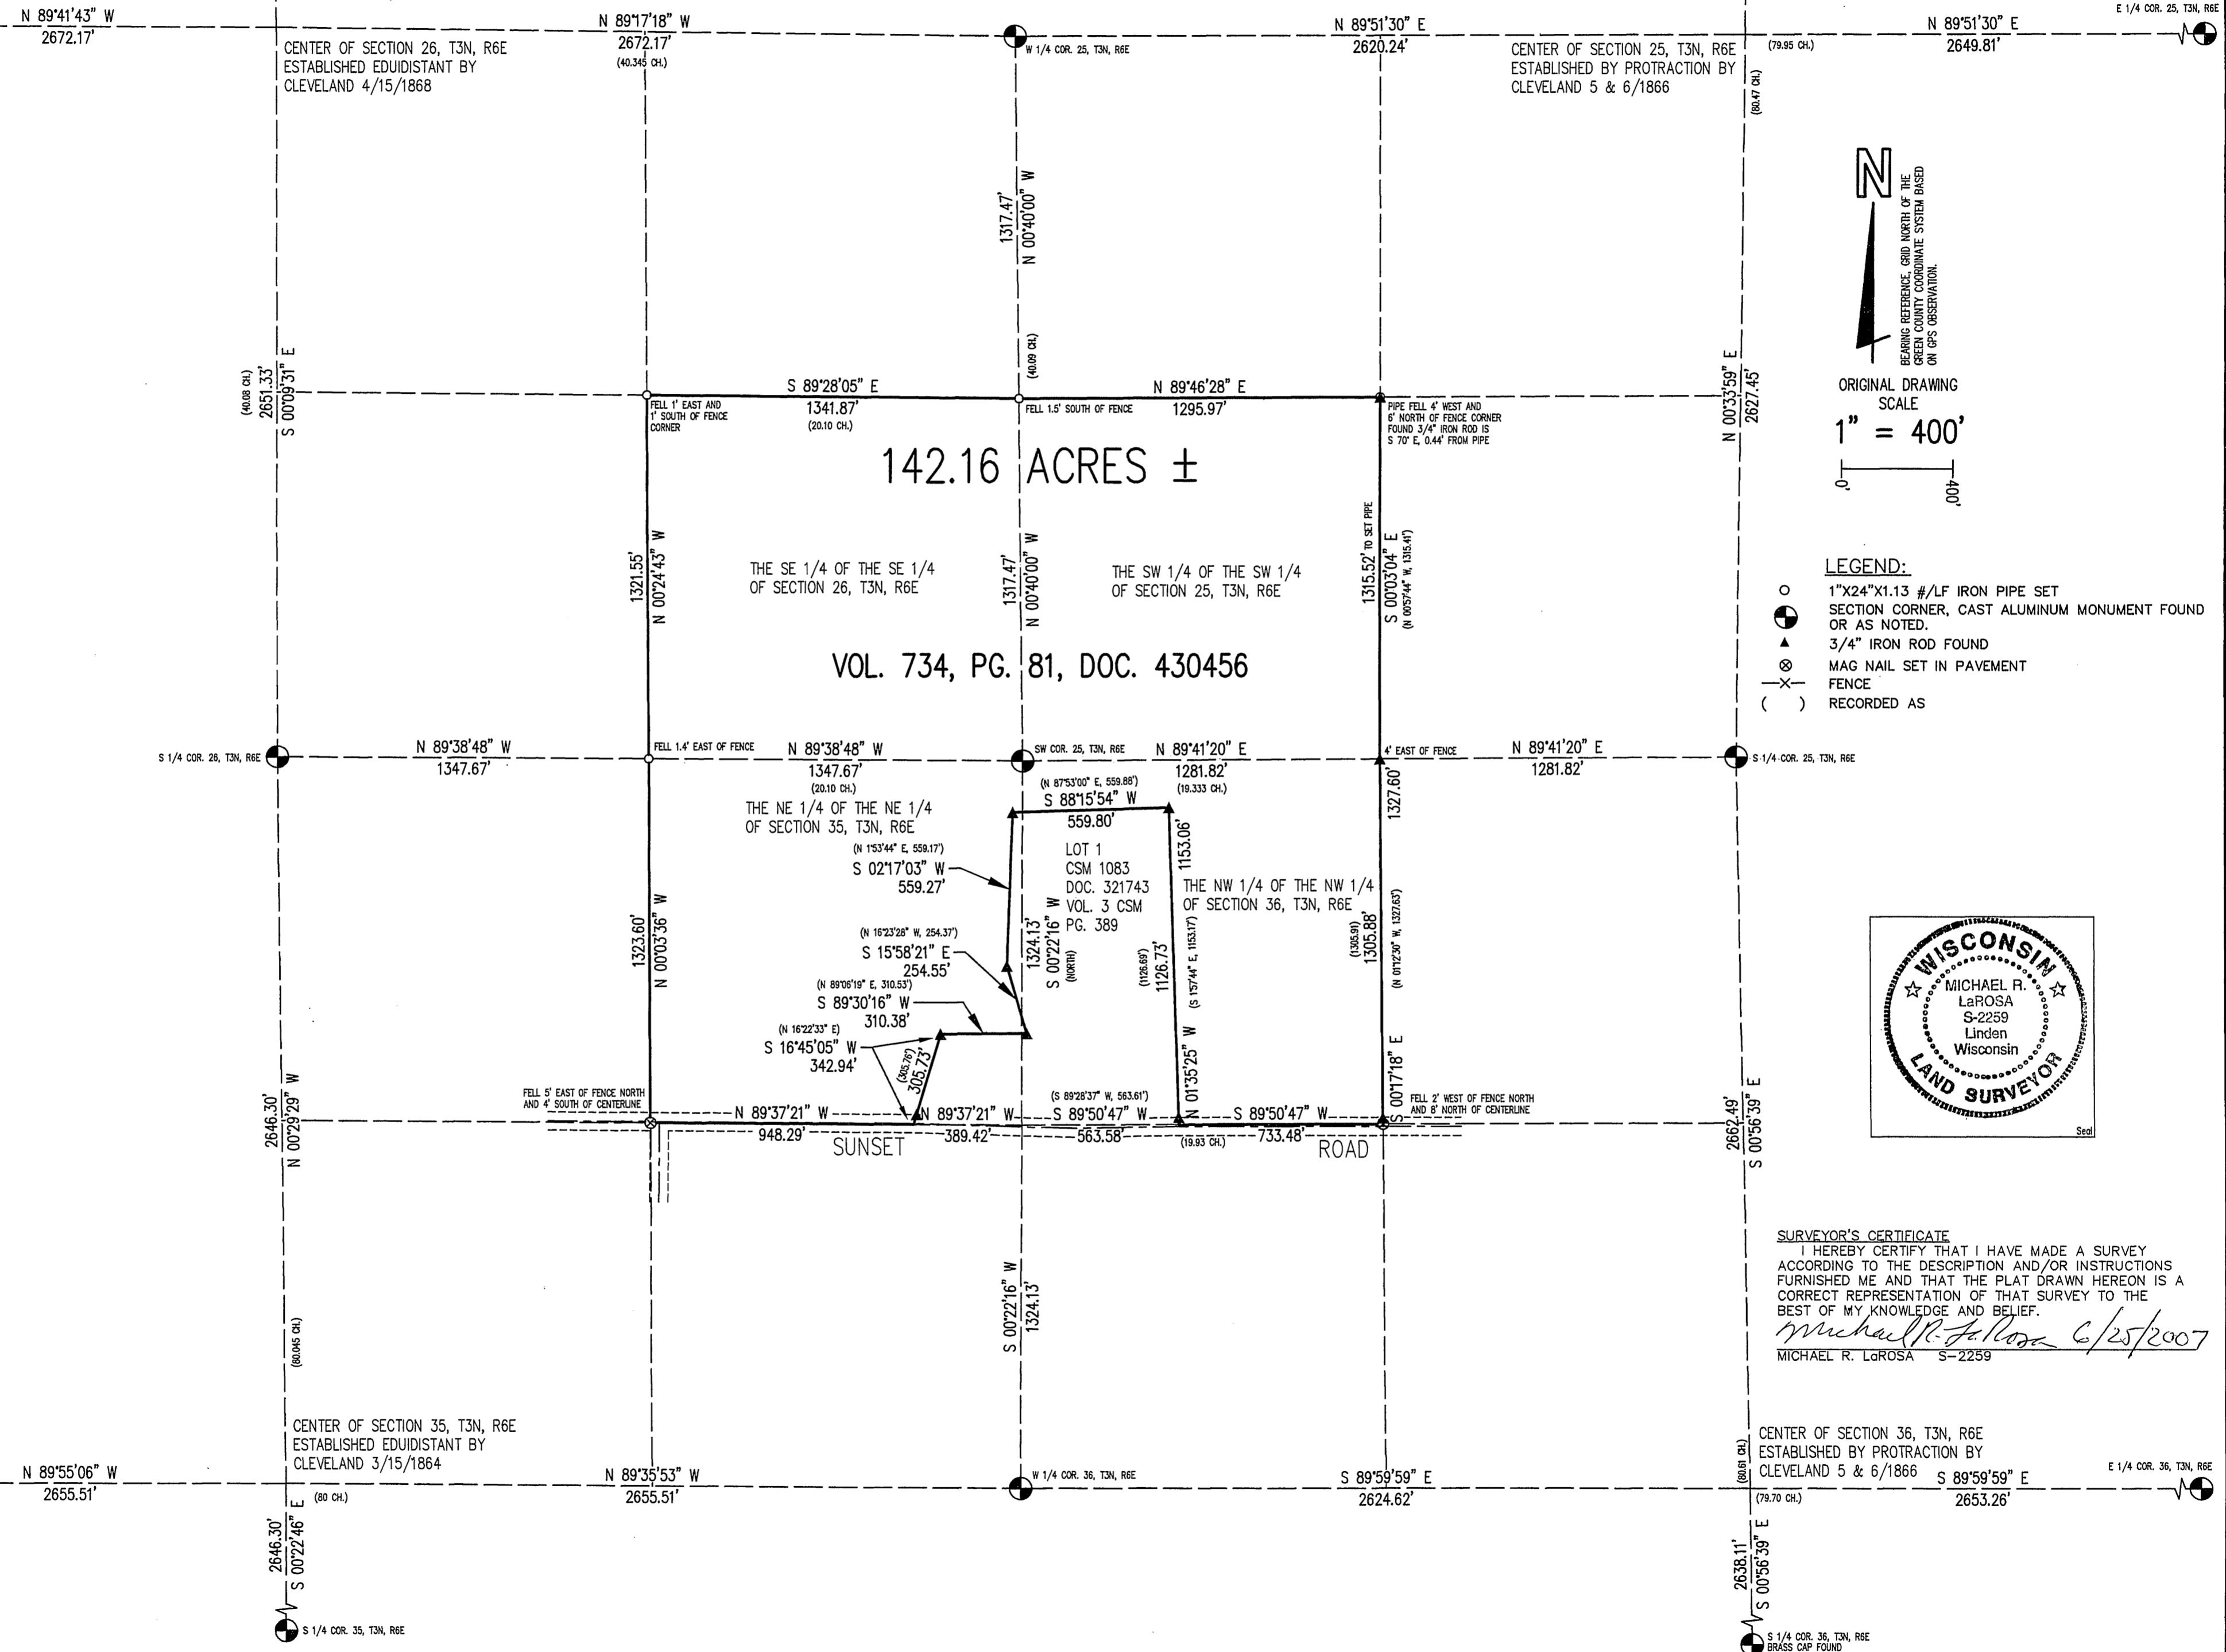 N 89°41'43" W
2672.17'
N 89°17'18" W
2672.17'
(40.345 CH.)
W 1/4 COR. 25, T3N, R6E
N 89°51'30" E
2620.24'
(79.95 CH.)
N 89°51'30" E
2649.81'
E 1/4 COR. 25, T3N, R6E
CENTER OF SECTION 26, T3N, R6E
ESTABLISHED EDUIDISTANT BY
CLEVELAND 4/15/1868
CENTER OF SECTION 25, T3N, R6E
ESTABLISHED BY PROTRACTION BY
CLEVELAND 5 & 6/1866
(80.47 CH.)
1317.47'
N 00°40'00" W
(40.09 CH.)
N
BEARING REFERENCE, GRID NORTH OF THE
GREEN COUNTY COORDINATE SYSTEM BASED
ON GPS OBSERVATION.
ORIGINAL DRAWING
SCALE
1" = 400'
0'
400'
(40.08 CH.)
2651.33'
S 00°09'31" E
N 00°33'59" E
2627.45'
S 89°28'05" E
1341.87'
(20.10 CH.)
N 89°46'28" E
1295.97'
FELL 1' EAST AND
1' SOUTH OF FENCE
CORNER
FELL 1.5' SOUTH OF FENCE
PIPE FELL 4' WEST AND
6' NORTH OF FENCE CORNER
FOUND 3/4" IRON ROD IS
S 70° E, 0.44' FROM PIPE
142.16 ACRES ±
1321.55'
N 00°24'43" W
THE SE 1/4 OF THE SE 1/4
OF SECTION 26, T3N, R6E
1317.47'
N 00°40'00" W
THE SW 1/4 OF THE SW 1/4
OF SECTION 25, T3N, R6E
1315.52' TO SET PIPE
S 00°03'04" E
(N 00°57'44" W, 1315.41')
VOL. 734, PG. 81, DOC. 430456
LEGEND:
1"X24"X1.13 #/LF IRON PIPE SET
SECTION CORNER, CAST ALUMINUM MONUMENT FOUND
OR AS NOTED.
3/4" IRON ROD FOUND
MAG NAIL SET IN PAVEMENT
FENCE
( ) RECORDED AS
S 1/4 COR. 26, T3N, R6E
N 89°38'48" W
1347.67'
FELL 1.4' EAST OF FENCE
N 89°38'48" W
1347.67'
(20.10 CH.)
SW COR. 25, T3N, R6E
N 89°41'20" E
1281.82'
(19.333 CH.)
4' EAST OF FENCE
N 89°41'20" E
1281.82'
S 1/4 COR. 25, T3N, R6E
THE NE 1/4 OF THE NE 1/4
OF SECTION 35, T3N, R6E
(N 87°53'00" E, 559.88')
S 88°15'54" W
559.80'
(N 1°53'44" E, 559.17')
S 02°17'03" W
559.27'
LOT 1
CSM 1083
DOC. 321743
VOL. 3 CSM
PG. 389
1153.06'
1327.60'
THE NW 1/4 OF THE NW 1/4
OF SECTION 36, T3N, R6E
(N 16°23'28" W, 254.37')
S 15°58'21" E
254.55'
(N 89°06'19" E, 310.53')
S 89°30'16" W
310.38'
(N 16°22'33" E)
S 16°45'05" W
342.94'
(305.76')
305.73'
1323.60'
N 00°03'36" W
1324.13'
S 00°22'16" W
(NORTH)
(1126.69')
1126.73'
N 01°35'25" W
(S 1°57'44" E, 1153.17')
(1305.91)
1305.88'
S 00°17'18" E
(N 01°12'30" W, 1327.63')
FELL 5' EAST OF FENCE NORTH
AND 4' SOUTH OF CENTERLINE
N 89°37'21" W
948.29'
N 89°37'21" W
389.42'
(S 89°28'37" W, 563.61')
S 89°50'47" W
563.58'
(19.93 CH.)
S 89°50'47" W
733.48'
FELL 2' WEST OF FENCE NORTH
AND 8' NORTH OF CENTERLINE
SUNSET ROAD
2646.30'
N 00°29'29" W
2662.49'
S 00°56'39" E
WISCONSIN
MICHAEL R.
LaROSA
S-2259
Linden
Wisconsin
LAND SURVEYOR
Seal
S 00°22'16" W
1324.13'
(80.045 CH.)
SURVEYOR'S CERTIFICATE
I HEREBY CERTIFY THAT I HAVE MADE A SURVEY
ACCORDING TO THE DESCRIPTION AND/OR INSTRUCTIONS
FURNISHED ME AND THAT THE PLAT DRAWN HEREON IS A
CORRECT REPRESENTATION OF THAT SURVEY TO THE
BEST OF MY KNOWLEDGE AND BELIEF.
Michael R. LaRosa 6/25/2007
MICHAEL R. LaROSA S-2259
CENTER OF SECTION 35, T3N, R6E
ESTABLISHED EDUIDISTANT BY
CLEVELAND 3/15/1864
CENTER OF SECTION 36, T3N, R6E
ESTABLISHED BY PROTRACTION BY
CLEVELAND 5 & 6/1866
(80.61 CH.)
N 89°55'06" W
2655.51'
(80 CH.)
N 89°35'53" W
2655.51'
W 1/4 COR. 36, T3N, R6E
S 89°59'59" E
2624.62'
(79.70 CH.)
S 89°59'59" E
2653.26'
E 1/4 COR. 36, T3N, R6E
2646.30'
S 00°22'46" E
2638.11'
S 00°56'39" E
S 1/4 COR. 35, T3N, R6E
S 1/4 COR. 36, T3N, R6E
BRASS CAP FOUND